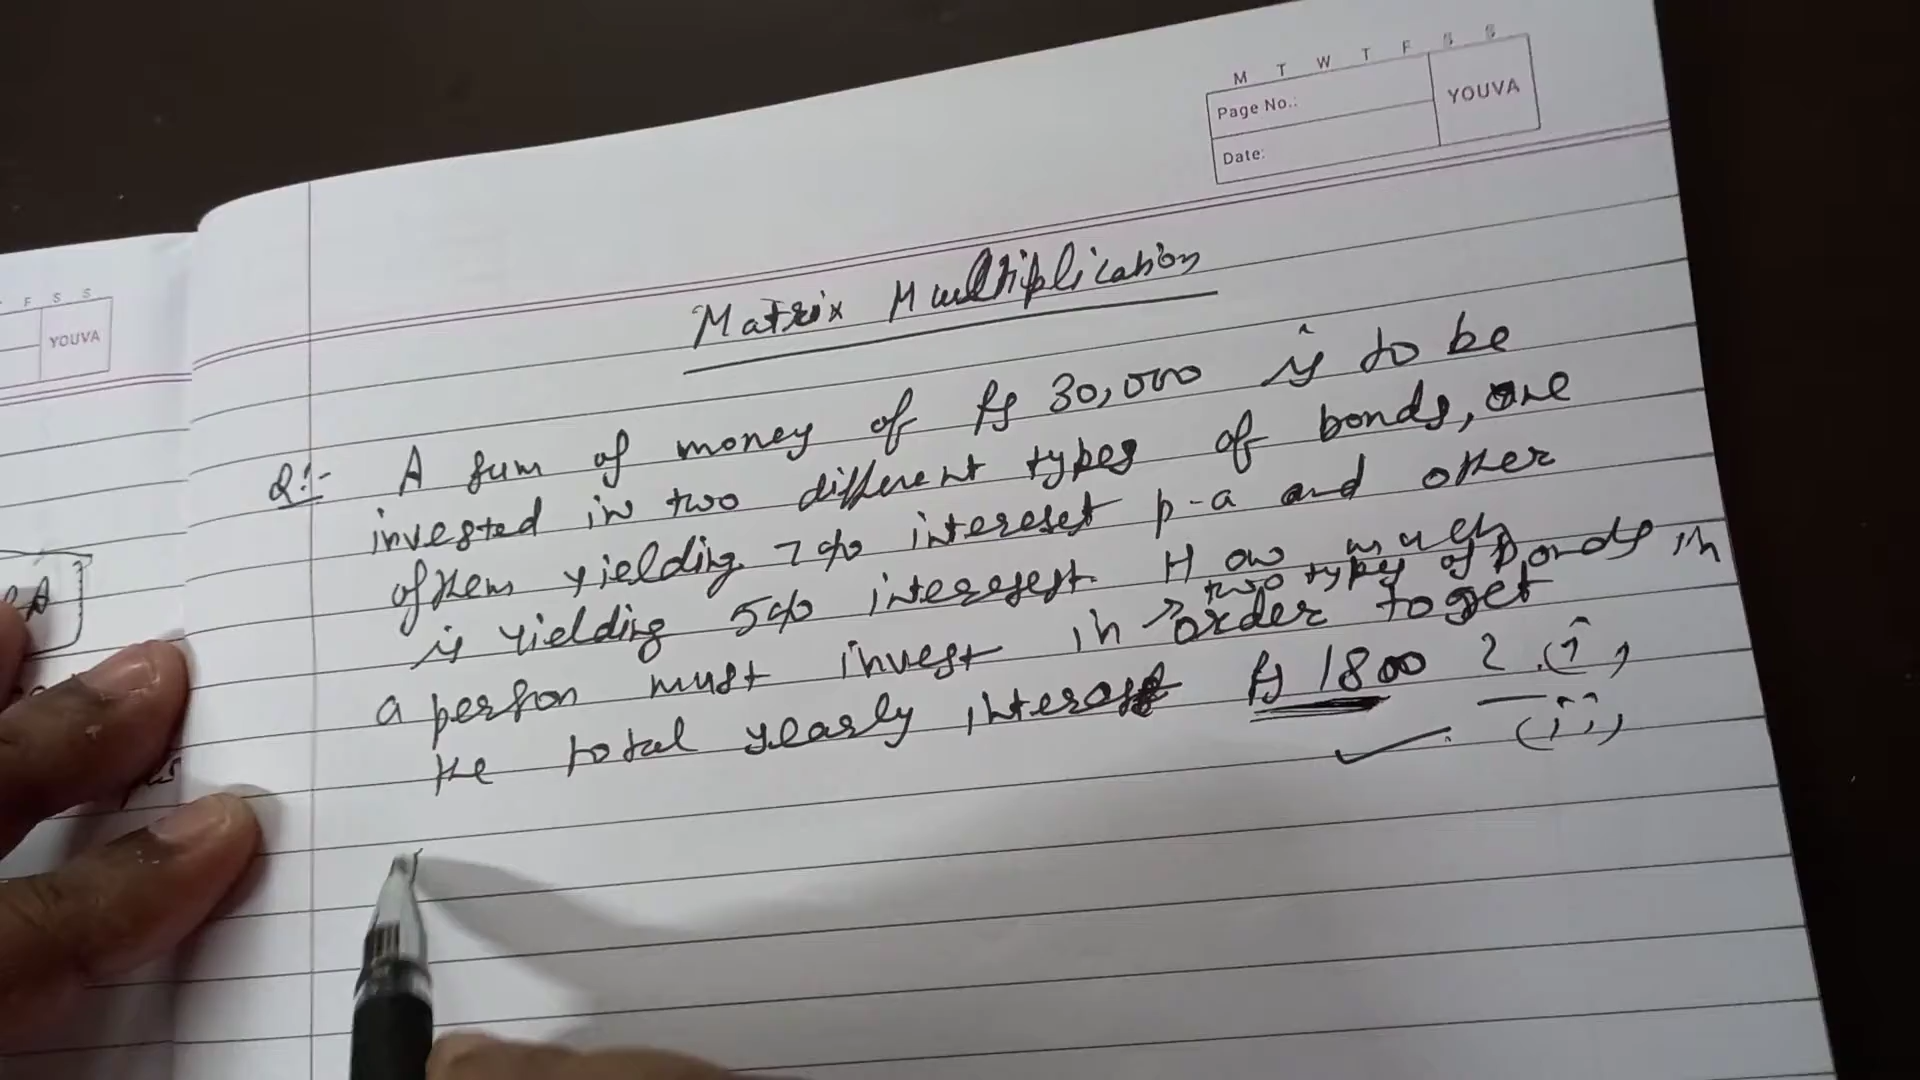 M T W T F S S
Page No.:
YOUVA
Date:
F S S
YOUVA
Matrix Multiplication
Q:- A sum of money of Rs 30,000 is to be
invested in two different types of bonds, one
of them yielding 7% interest p-a and other
is yielding 5% interest. How much
two types of bonds in
a person must invest in order to get
the total yearly interest Rs 1800 ? (i)
(ii)